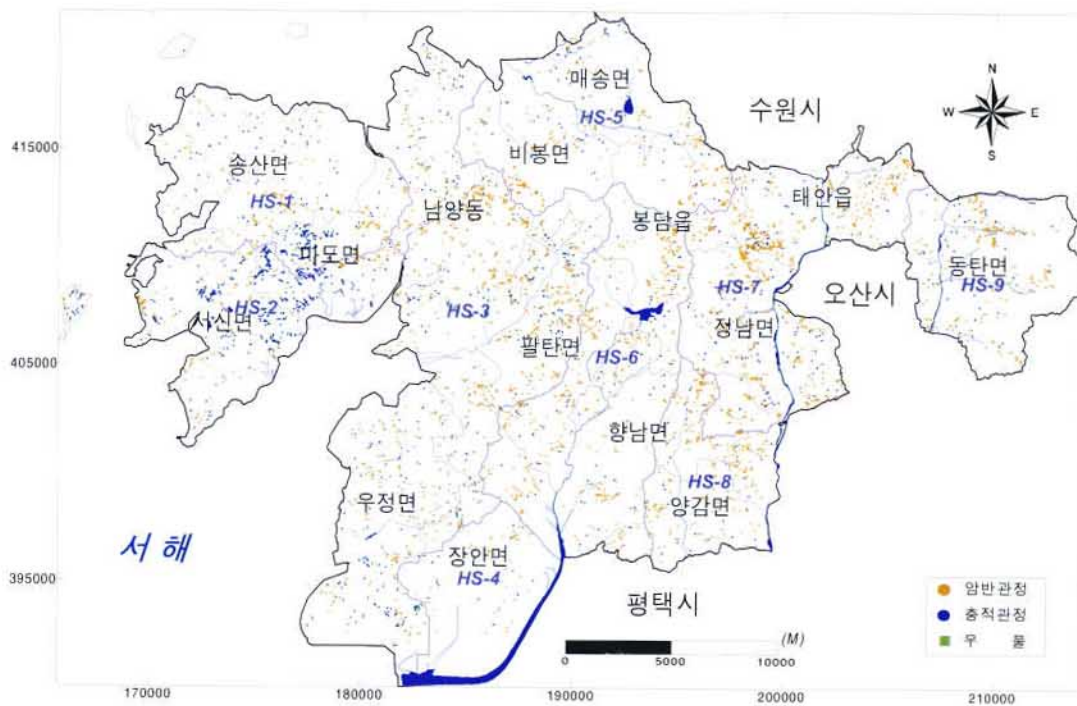 매송면
HS-5
수원시
N
W E
S
415000
비봉면
송산면
HS-1
남양동
봉담읍
태안읍
마도면
동탄면
HS-9
HS-2
서신면
HS-3
HS-7
오산시
정남면
팔탄면
HS-6
405000
향남면
HS-8
우정면
양감면
서해
장안면
HS-4
395000
평택시
암반관정
충적관정
우 물
(M)
0 5000 10000
170000 180000 190000 200000 210000